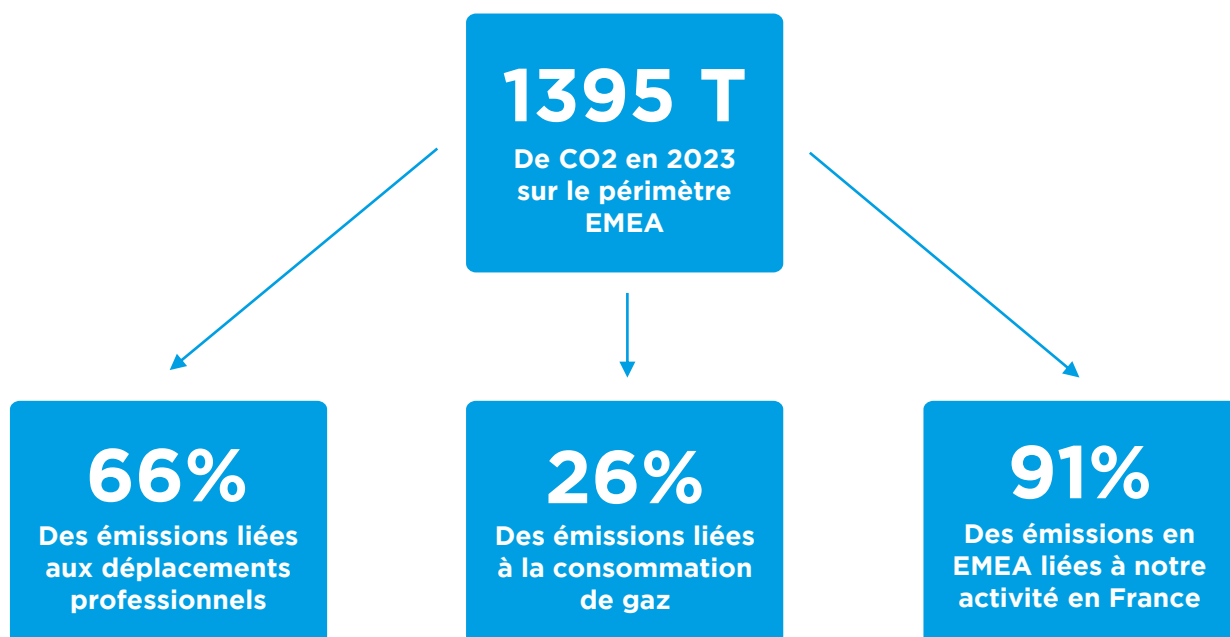 1395 T
De CO2 en 2023
sur le périmètre
EMEA
66%
Des émissions liées
aux déplacements
professionnels
26%
Des émissions liées
à la consommation
de gaz
91%
Des émissions en
EMEA liées à notre
activité en France